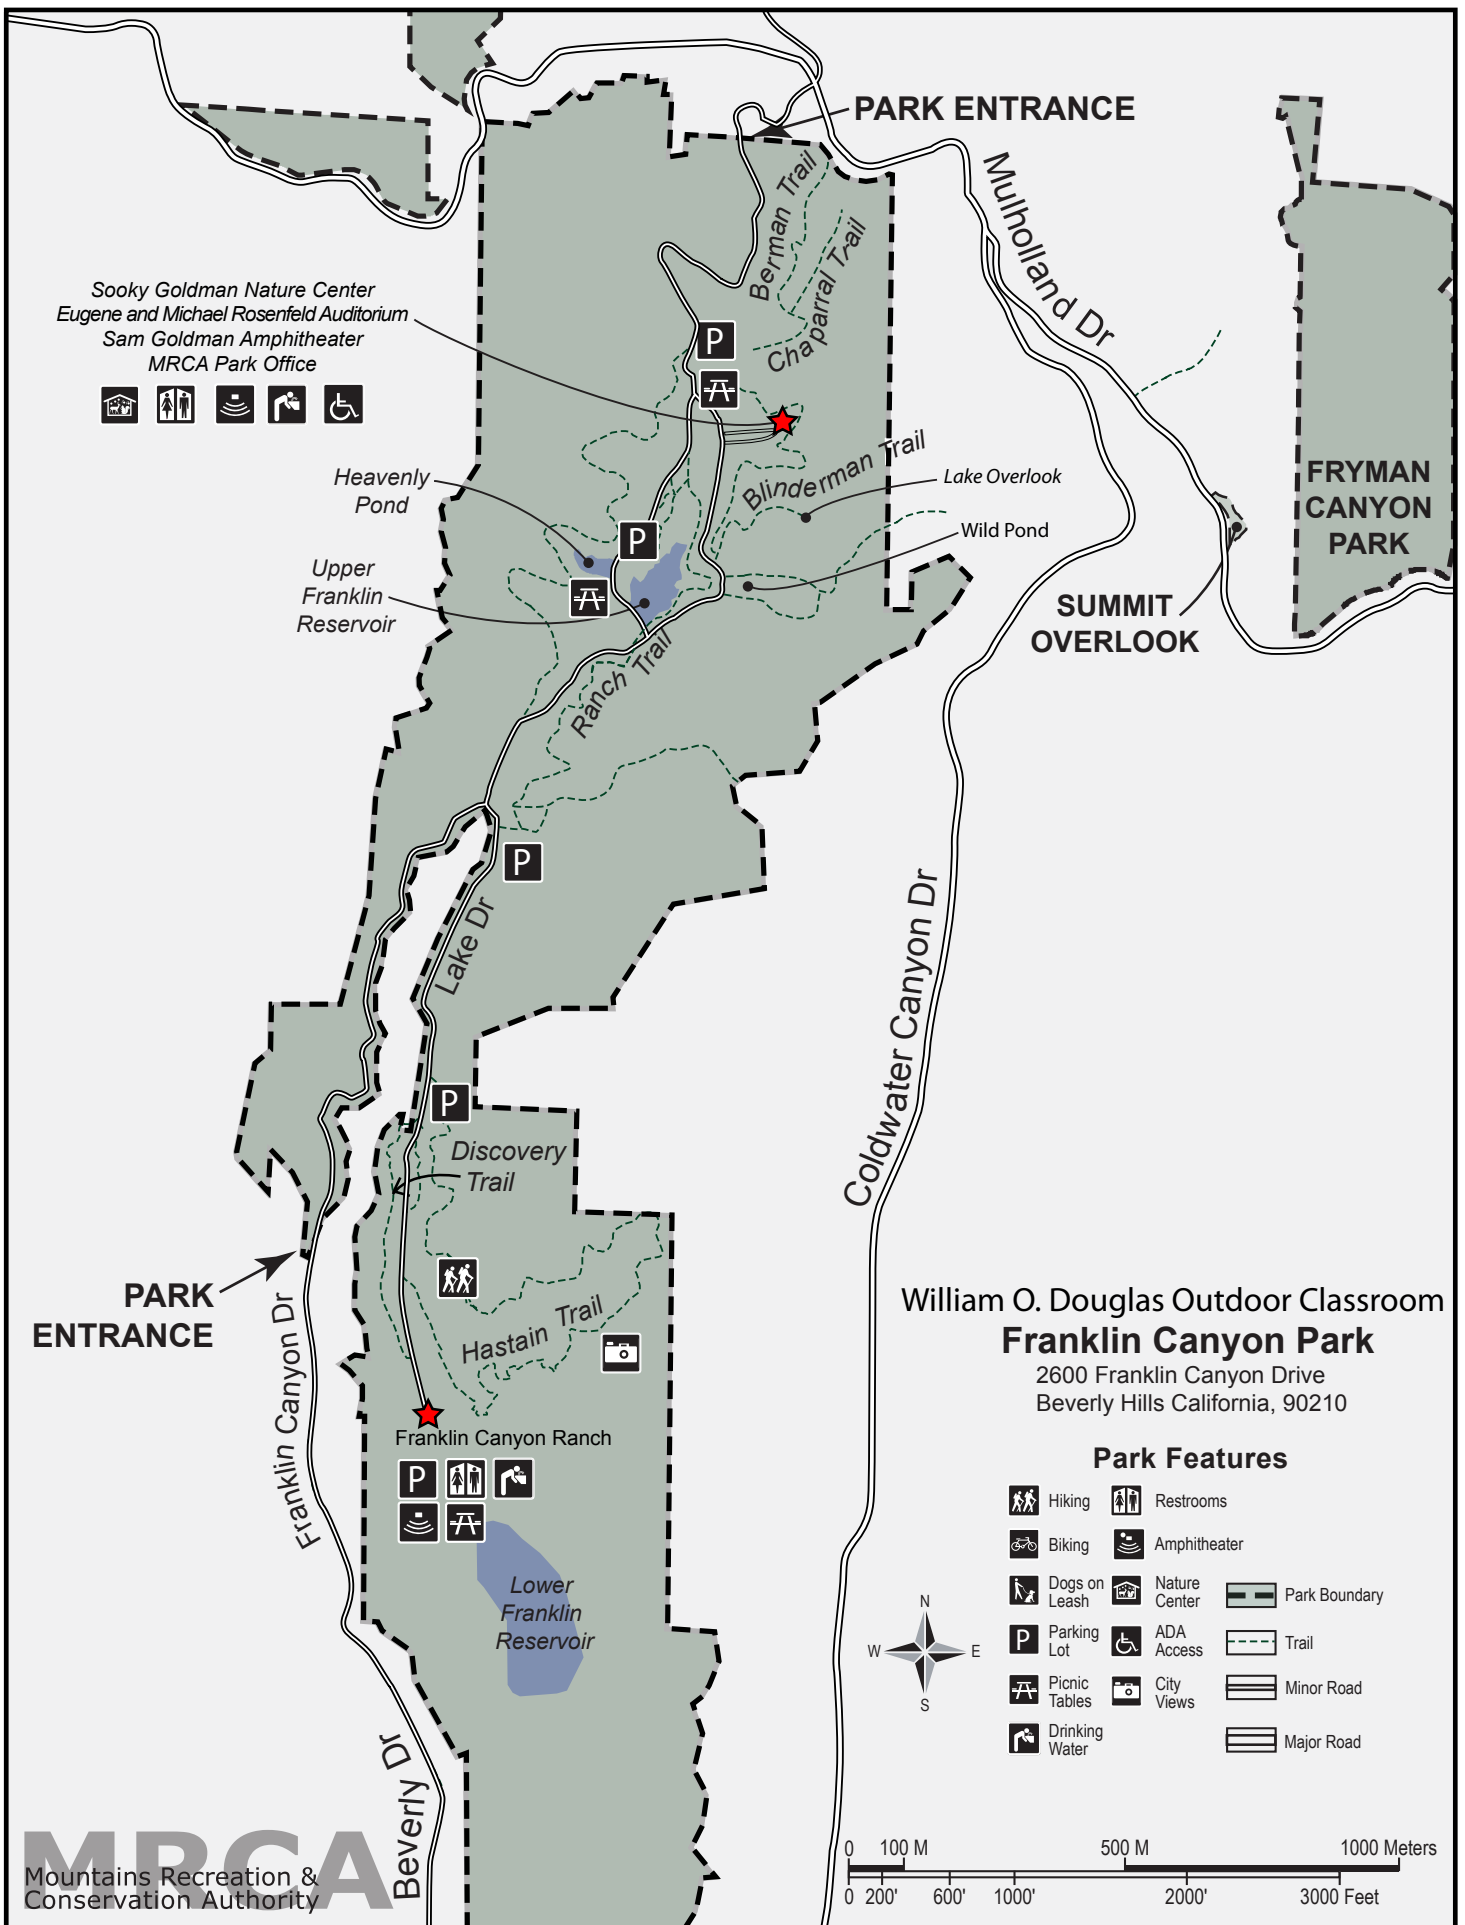 PARK ENTRANCE
Mulholland Dr
Berman Trail
Chaparral Trail
Sooky Goldman Nature Center
Eugene and Michael Rosenfeld Auditorium
Sam Goldman Amphitheater
MRCA Park Office
P
Blinderman Trail
Heavenly
Pond
Lake Overlook
FRYMAN
CANYON
PARK
P
Wild Pond
Upper
Franklin
Reservoir
SUMMIT
OVERLOOK
Ranch Trail
P
Lake Dr
Coldwater Canyon Dr
P
Discovery
Trail
PARK
ENTRANCE
Franklin Canyon Dr
Hastain Trail
Franklin Canyon Ranch
P
Lower
Franklin
Reservoir
Beverly Dr
William O. Douglas Outdoor Classroom
Franklin Canyon Park
2600 Franklin Canyon Drive
Beverly Hills California, 90210
Park Features
Hiking
Restrooms
Biking
Amphitheater
Dogs on
Leash
Nature
Center
Park Boundary
P
Parking
Lot
ADA
Access
Trail
Picnic
Tables
City
Views
Minor Road
Drinking
Water
Major Road
N
W
E
S
0 100 M 500 M 1000 Meters
0 200' 600' 1000' 2000' 3000 Feet
MRCA
Mountains Recreation &
Conservation Authority